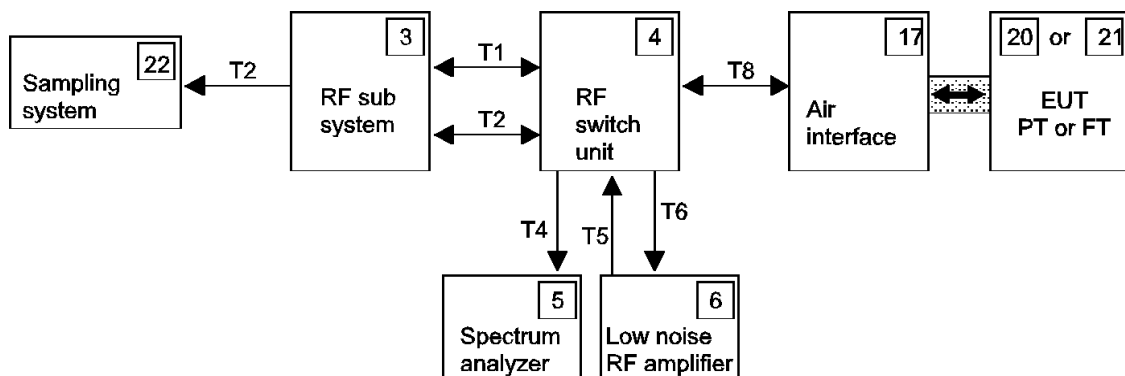 22
Sampling
system
T2
3
RF sub
system
T1
T2
4
RF
switch
unit
T8
17
Air
interface
20 or 21
EUT
PT or FT
T4
T5
T6
5
Spectrum
analyzer
6
Low noise
RF amplifier